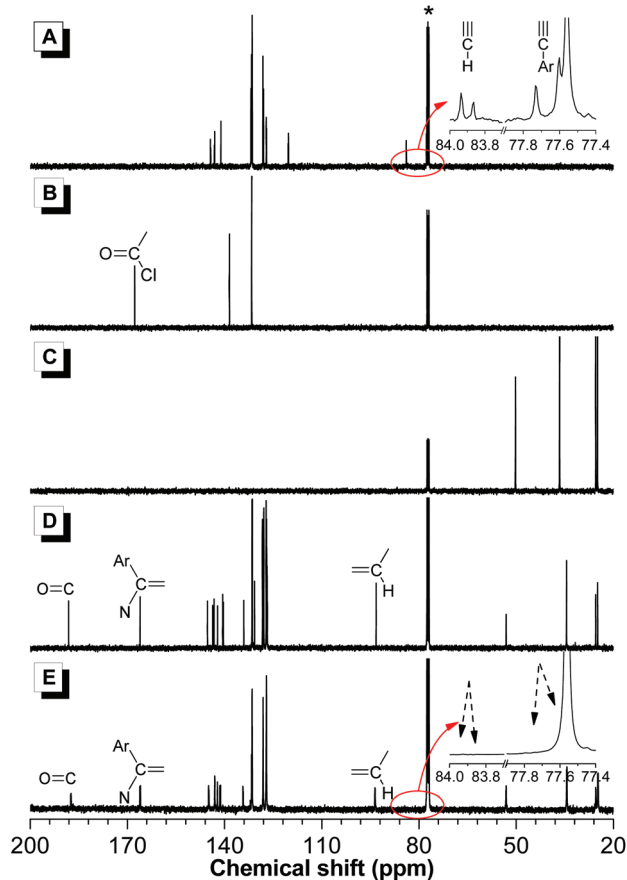 A
*
≡
C
H
≡
C
Ar
84.0 83.8 77.8 77.6 77.4
B
O=C
Cl
C
D
Ar
O=C
C=
N
=C
H
E
Ar
O=C
C=
N
=C
H
84.0 83.8 77.8 77.6 77.4
200 170 140 110 80 50 20
Chemical shift (ppm)